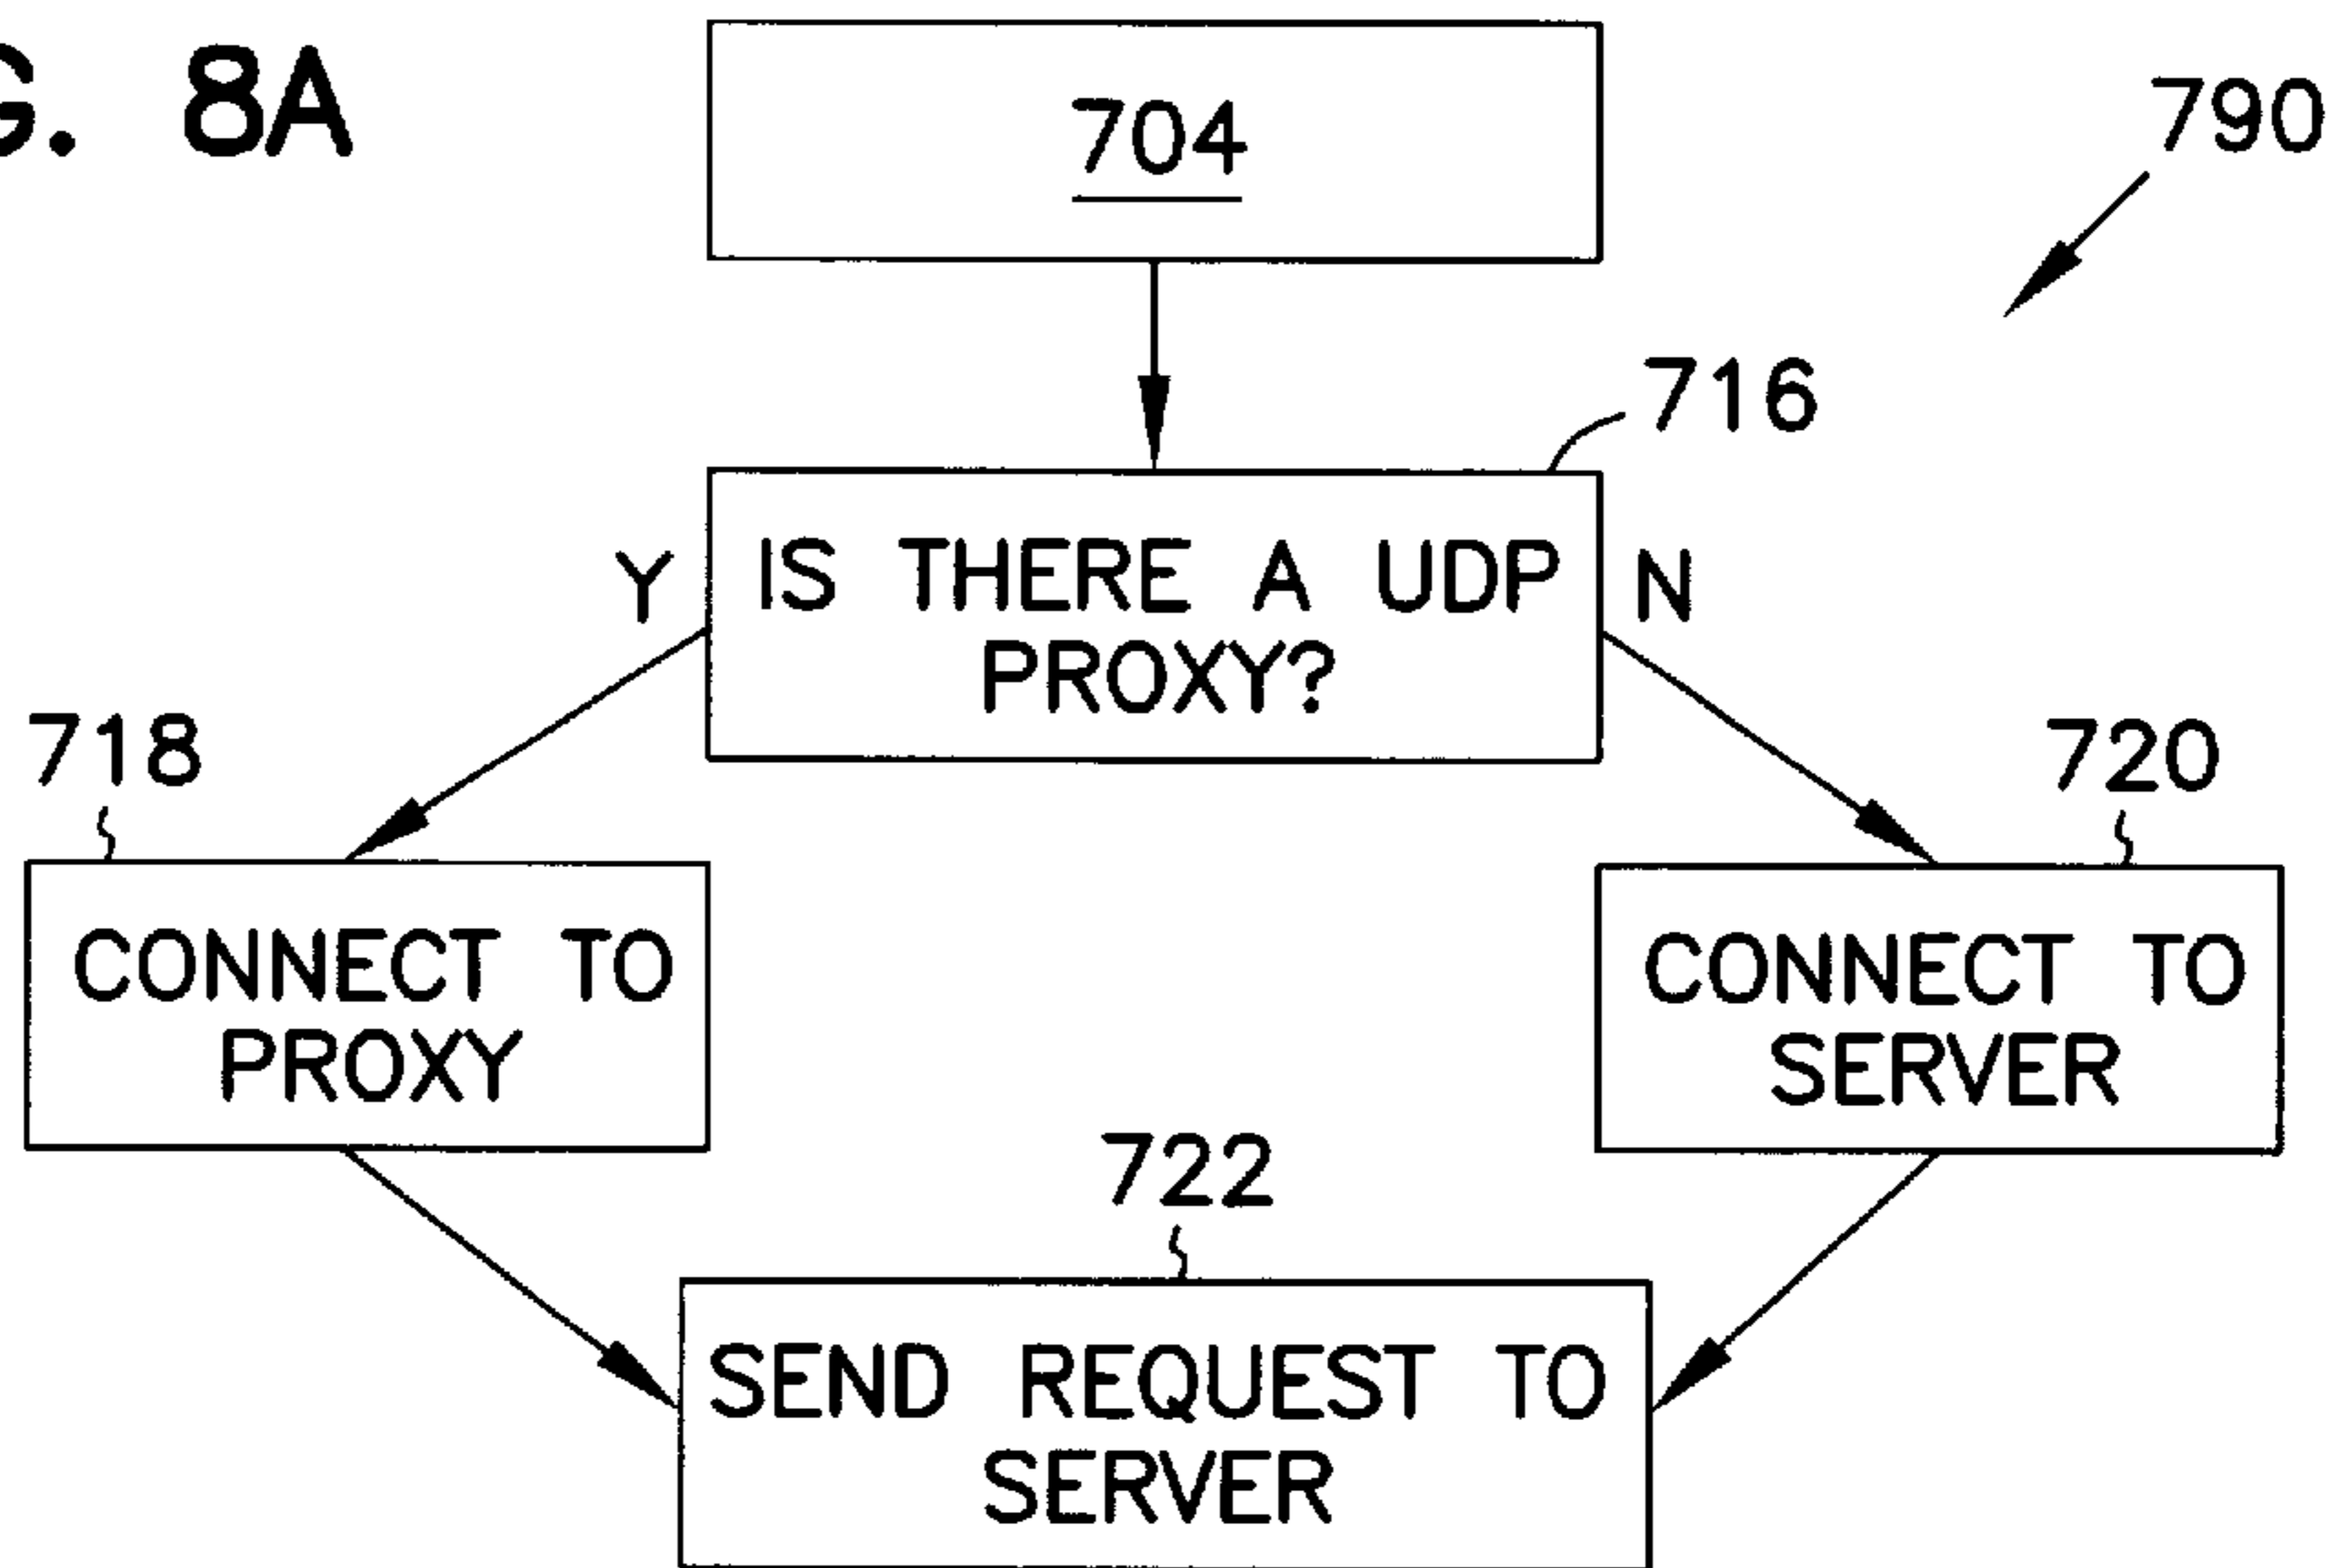 G. 8A
704
790
716
Y
IS THERE A UDP
PROXY?
N
718
720
CONNECT TO
PROXY
CONNECT TO
SERVER
722
SEND REQUEST TO
SERVER